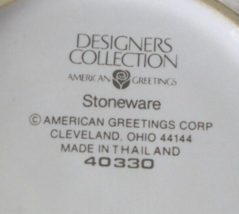 DESIGNERS
COLLECTION
AMERICAN GREETINGS
Stoneware
© AMERICAN GREETINGS CORP
CLEVELAND, OHIO 44144
MADE IN THAILAND
40330